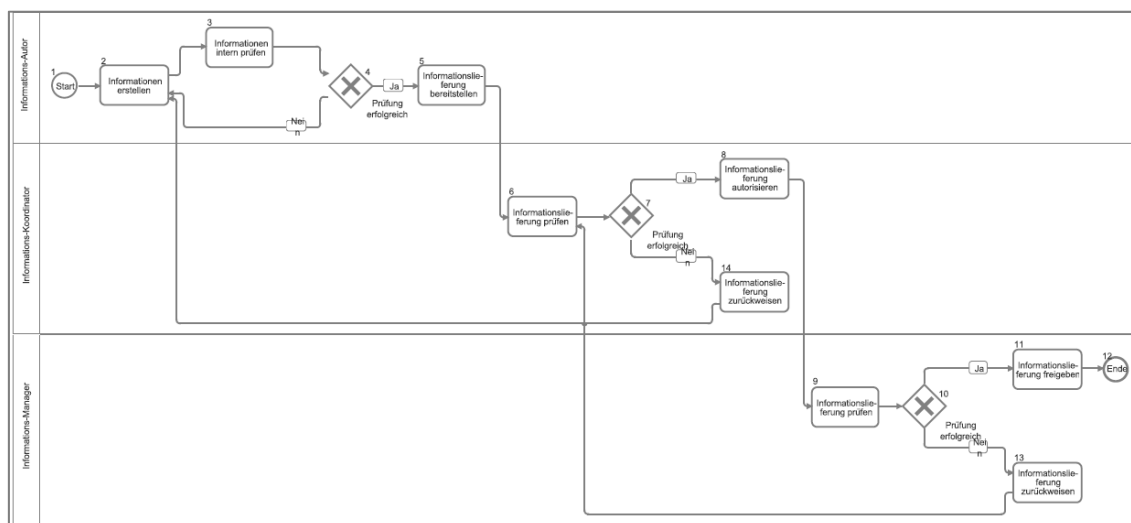 Informations-Autor
1
Start
2
Informationen
erstellen
3
Informationen
intern prüfen
4
Ja
Prüfung
erfolgreich
Nei
n
5
Informationslie-
ferung
bereitstellen
Informations-Koordinator
6
Informationslie-
ferung prüfen
7
Ja
Prüfung
erfolgreich
Nei
n
8
Informationslie-
ferung
autorisieren
14
Informationslie-
ferung
zurückweisen
Informations-Manager
9
Informationslie-
ferung prüfen
10
Ja
Prüfung
erfolgreich
Nei
n
11
Informationslie-
ferung freigeben
12
Ende
13
Informationslie-
ferung
zurückweisen